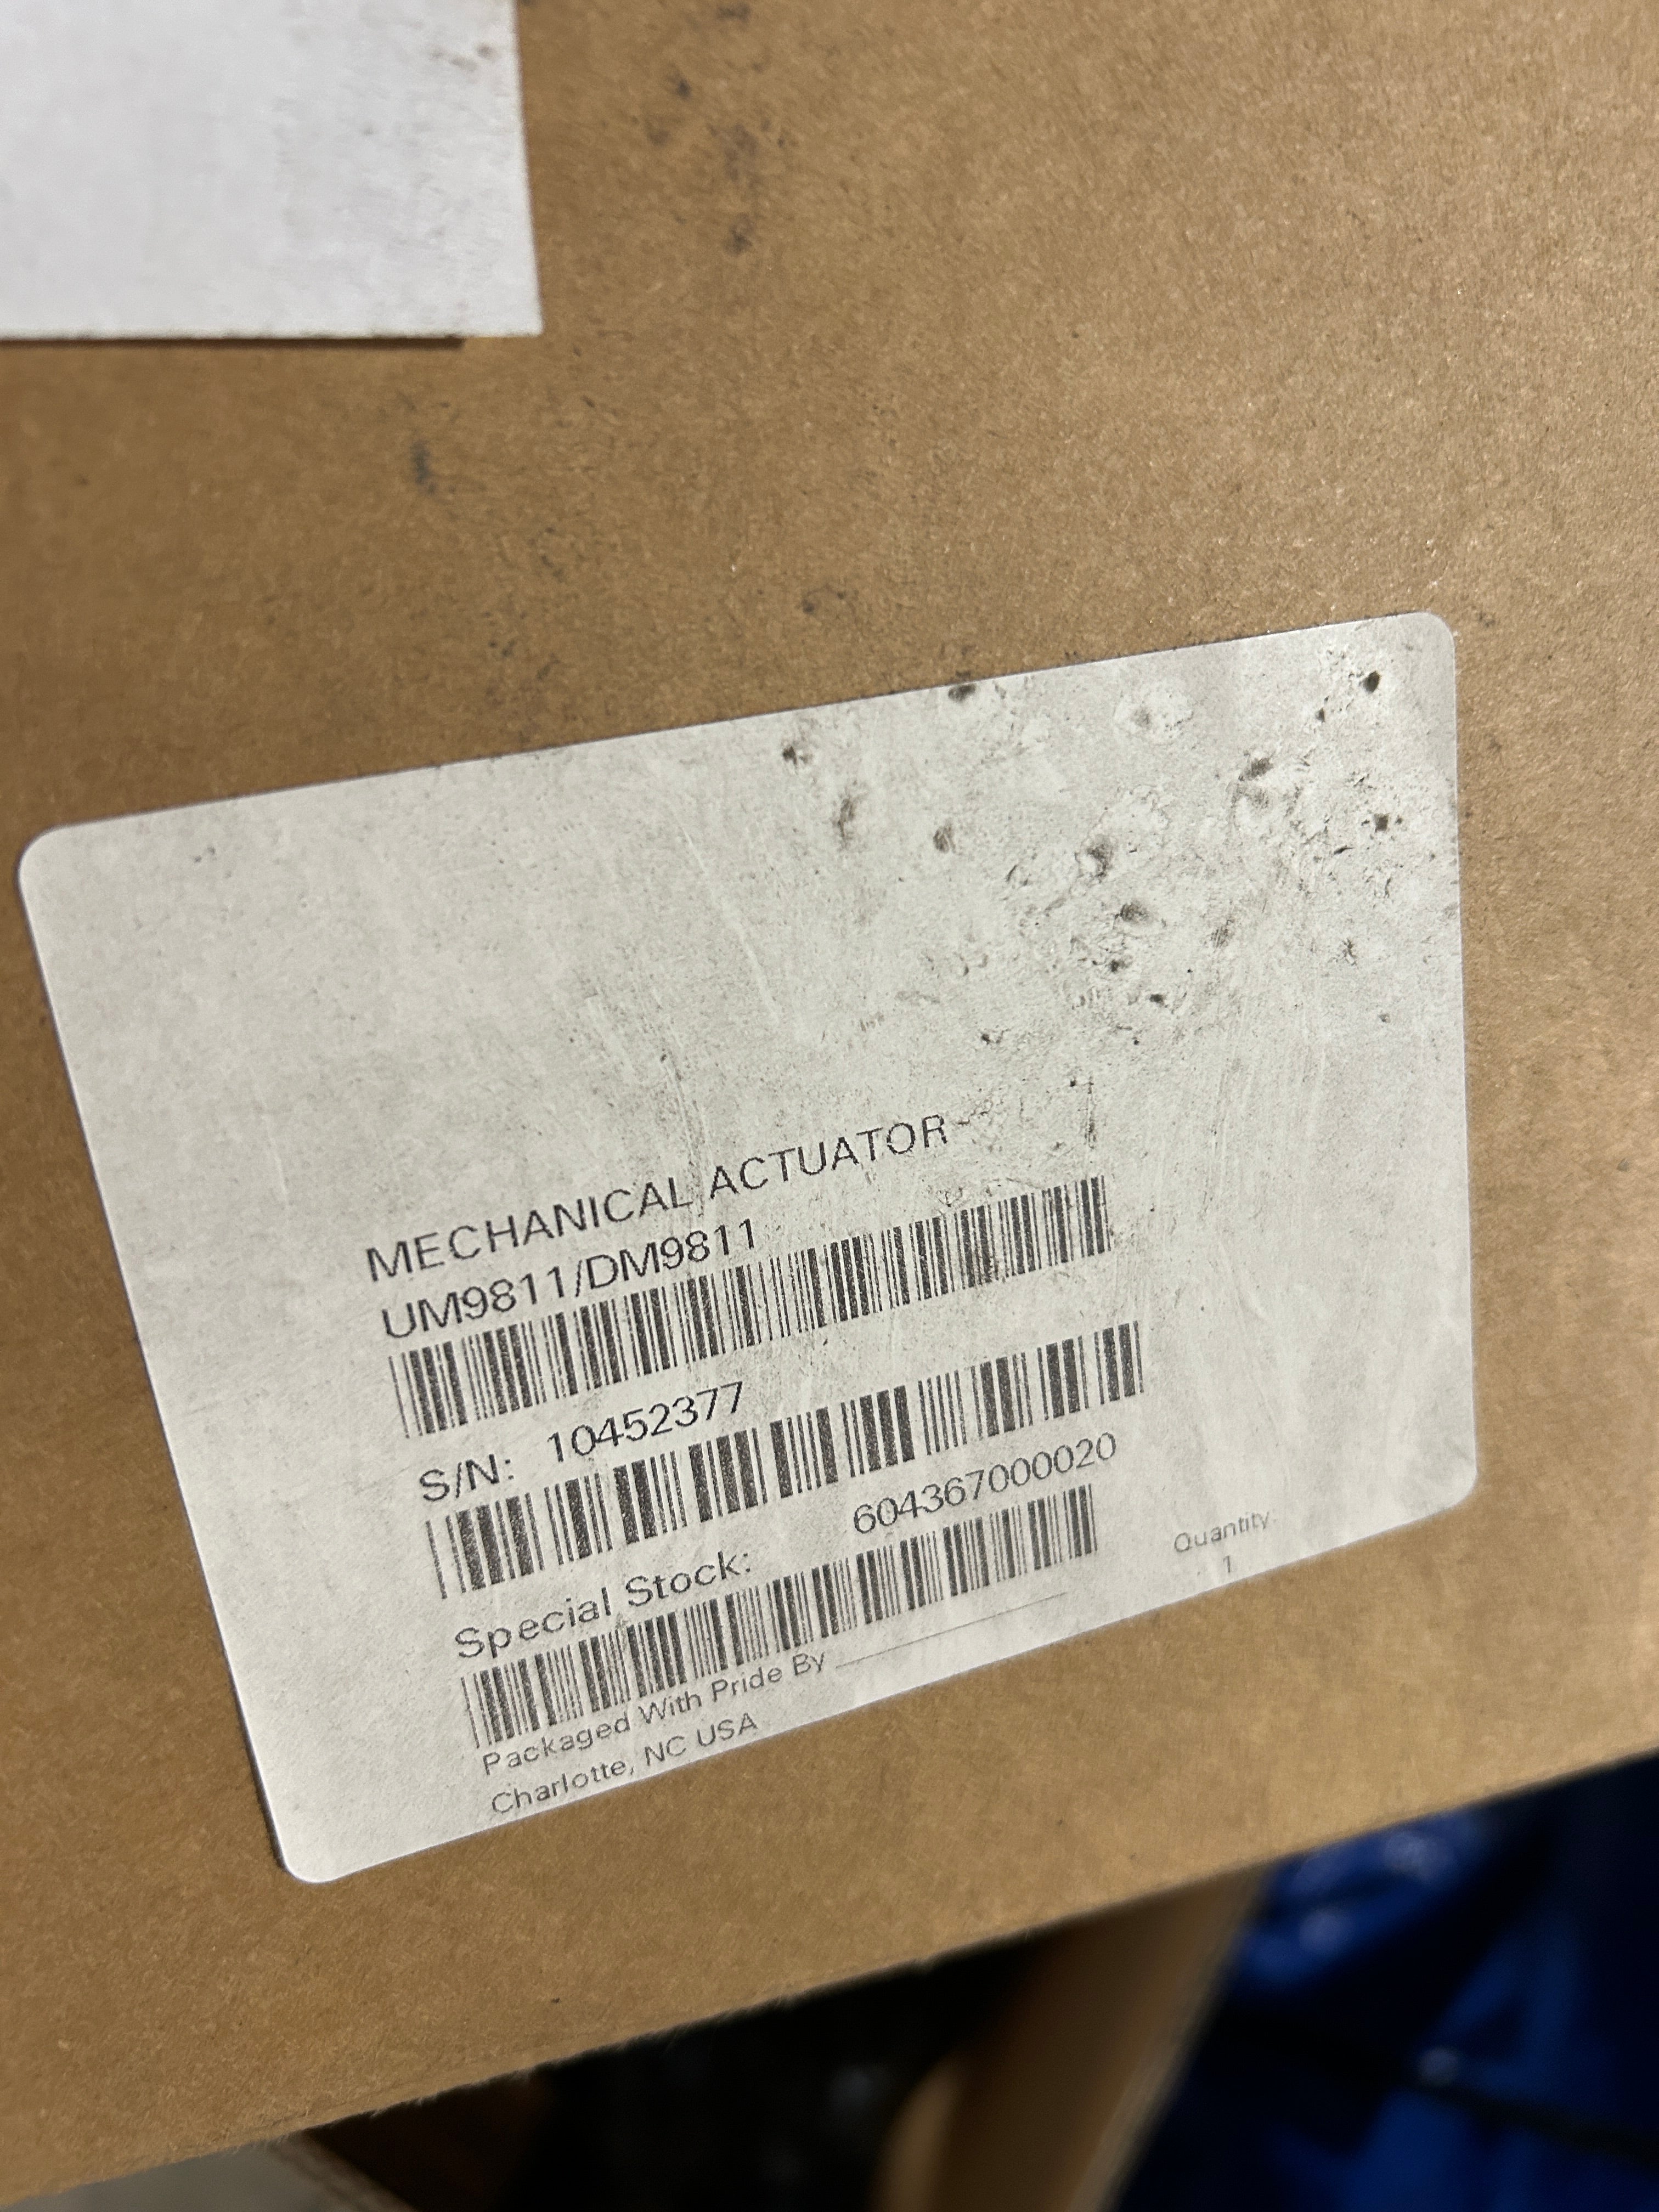 MECHANICAL ACTUATOR
UM9811/DM9811
S/N: 10452377
Special Stock: 604367000020
Packaged With Pride By
Charlotte, NC USA
Quantity:
1